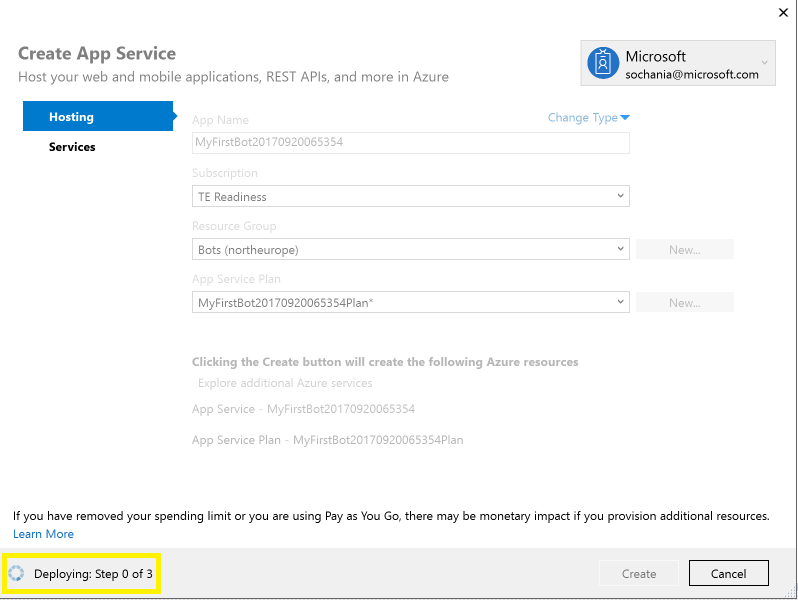 Create App Service
Host your web and mobile applications, REST APIs, and more in Azure
Microsoft
sochania@microsoft.com
Hosting
Services
App Name
Change Type
MyFirstBot20170920065354
Subscription
TE Readiness
Resource Group
Bots (northeurope)
New...
App Service Plan
MyFirstBot20170920065354Plan*
New...
Clicking the Create button will create the following Azure resources
Explore additional Azure services
App Service - MyFirstBot20170920065354
App Service Plan - MyFirstBot20170920065354Plan
If you have removed your spending limit or you are using Pay as You Go, there may be monetary impact if you provision additional resources.
Learn More
Deploying: Step 0 of 3
Create
Cancel